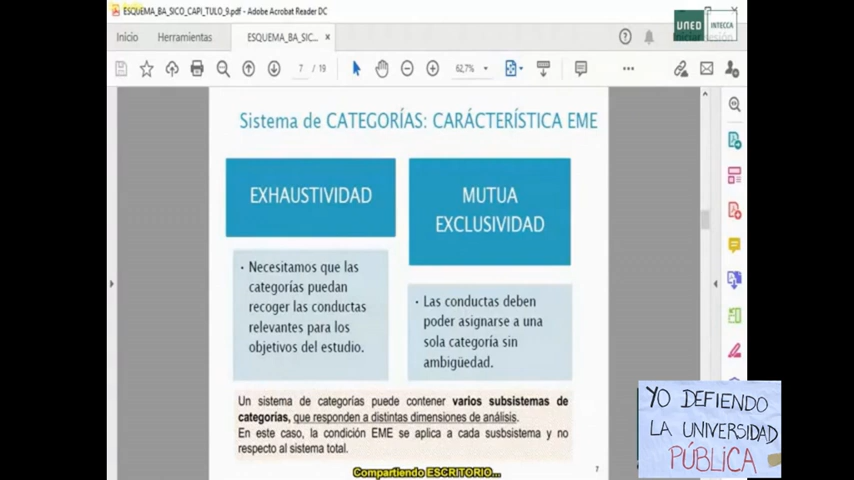 ESQUEMA_BA_SICO_CAPI_TULO_9.pdf - Adobe Acrobat Reader DC
UNED
INTECCA
Inicio
Herramientas
ESQUEMA_BA_SIC...
7 / 19
62,7%
Sistema de CATEGORÍAS: CARÁCTERÍSTICA EME
EXHAUSTIVIDAD
· Necesitamos que las
categorías puedan
recoger las conductas
relevantes para los
objetivos del estudio.
MUTUA
EXCLUSIVIDAD
· Las conductas deben
poder asignarse a una
sola categoría sin
ambigüedad.
Un sistema de categorías puede contener varios subsistemas de
categorías, que responden a distintas dimensiones de análisis.
En este caso, la condición EME se aplica a cada susbsistema y no
respecto al sistema total.
7
Compartiendo ESCRITORIO...
YO DEFIENDO
LA UNIVERSIDAD
PÚBLICA